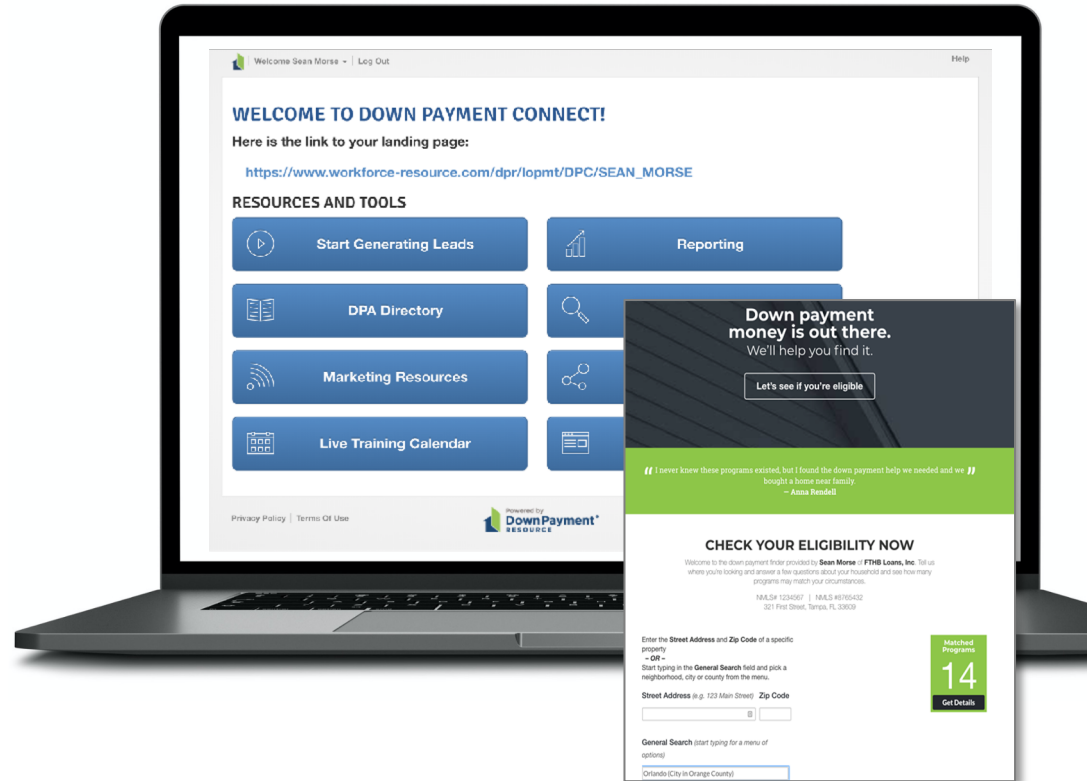 Welcome Sean Morse
Log Out
Help
WELCOME TO DOWN PAYMENT CONNECT!
Here is the link to your landing page:
https://www.workforce-resource.com/dpr/lopmt/DPC/SEAN_MORSE
RESOURCES AND TOOLS
Start Generating Leads
Reporting
DPA Directory
Marketing Resources
Live Training Calendar
Privacy Policy | Terms Of Use
Powered by
DownPayment
RESOURCE
Down payment
money is out there.
We'll help you find it.
Let's see if you're eligible
“ I never knew these programs existed, but I found the down payment help we needed and we ”
bought a home near family.
— Anna Rendell
CHECK YOUR ELIGIBILITY NOW
Welcome to the down payment finder provided by Sean Morse of FTHB Loans, Inc. Tell us
where you're looking and answer a few questions about your household and see how many
programs may match your circumstances.
NMLS# 1234567 | NMLS #8765432
321 First Street, Tampa, FL 33609
Enter the Street Address and Zip Code of a specific
property
– OR –
Start typing in the General Search field and pick a
neighborhood, city or county from the menu.
Street Address (e.g. 123 Main Street) Zip Code
Matched
Programs
14
Get Details
General Search (start typing for a menu of
options)
Orlando (City in Orange County)